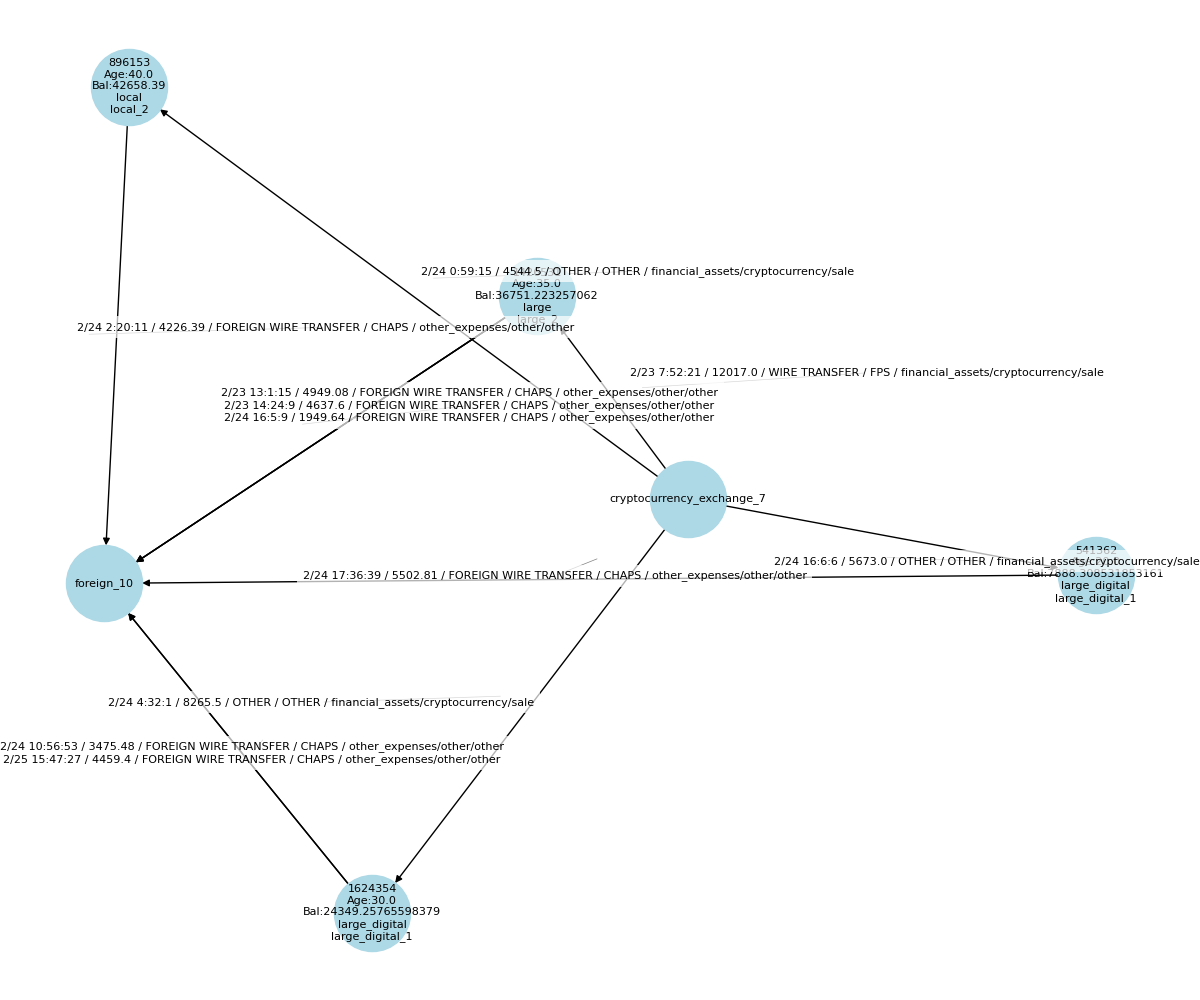 896153
Age:40.0
Bal:42658.39
local
local_2
2/24 0:59:15 / 4544.5 / OTHER / OTHER / financial_assets/cryptocurrency/sale
Age:35.0
Bal:36751.223257062
large
large_2
2/24 2:20:11 / 4226.39 / FOREIGN WIRE TRANSFER / CHAPS / other_expenses/other/other
2/23 7:52:21 / 12017.0 / WIRE TRANSFER / FPS / financial_assets/cryptocurrency/sale
2/23 13:1:15 / 4949.08 / FOREIGN WIRE TRANSFER / CHAPS / other_expenses/other/other
2/23 14:24:9 / 4637.6 / FOREIGN WIRE TRANSFER / CHAPS / other_expenses/other/other
2/24 16:5:9 / 1949.64 / FOREIGN WIRE TRANSFER / CHAPS / other_expenses/other/other
cryptocurrency_exchange_7
541362
2/24 16:6:6 / 5673.0 / OTHER / OTHER / financial_assets/cryptocurrency/sale
Bal:7888.308531853161
large_digital
large_digital_1
foreign_10
2/24 17:36:39 / 5502.81 / FOREIGN WIRE TRANSFER / CHAPS / other_expenses/other/other
2/24 4:32:1 / 8265.5 / OTHER / OTHER / financial_assets/cryptocurrency/sale
2/24 10:56:53 / 3475.48 / FOREIGN WIRE TRANSFER / CHAPS / other_expenses/other/other
2/25 15:47:27 / 4459.4 / FOREIGN WIRE TRANSFER / CHAPS / other_expenses/other/other
1624354
Age:30.0
Bal:24349.25765598379
large_digital
large_digital_1